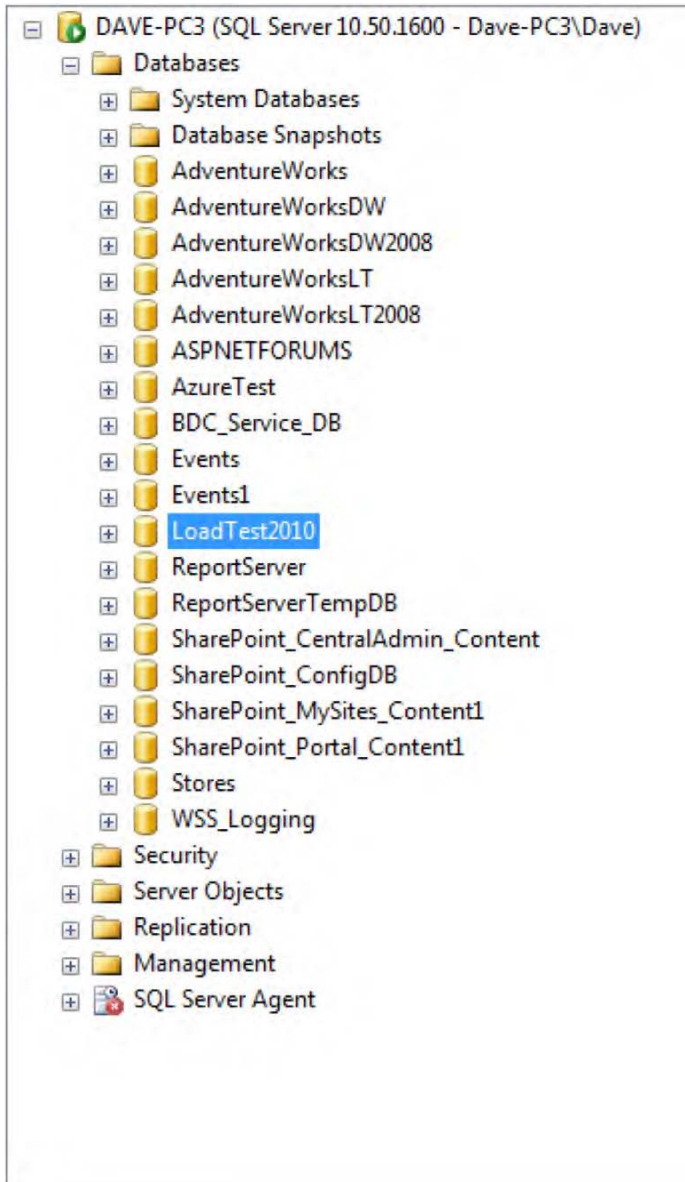 DAVE-PC3 (SQL Server 10.50.1600 - Dave-PC3\Dave)
Databases
System Databases
Database Snapshots
AdventureWorks
AdventureWorksDW
AdventureWorksDW2008
AdventureWorksLT
AdventureWorksLT2008
ASPNETFORUMS
AzureTest
BDC_Service_DB
Events
Events1
LoadTest2010
ReportServer
ReportServerTempDB
SharePoint_CentralAdmin_Content
SharePoint_ConfigDB
SharePoint_MySites_Content1
SharePoint_Portal_Content1
Stores
WSS_Logging
Security
Server Objects
Replication
Management
SQL Server Agent